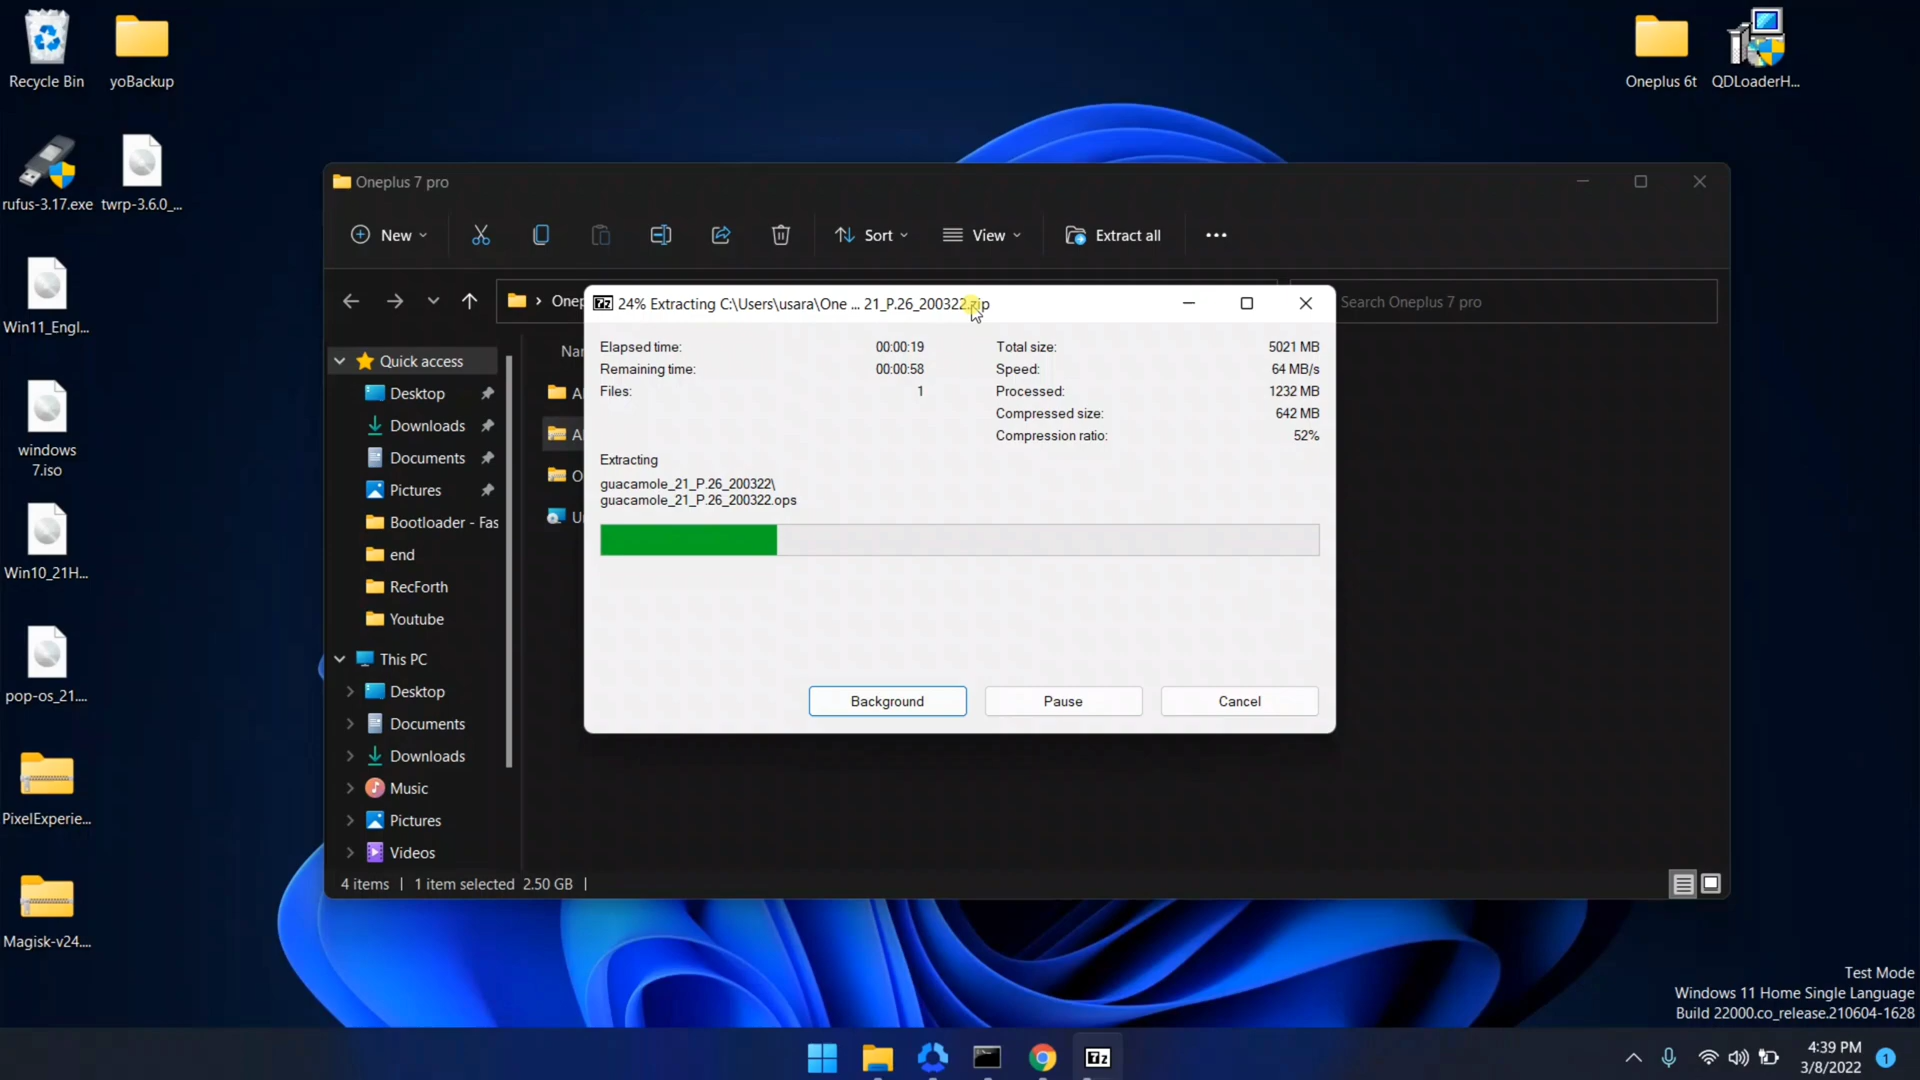 Recycle Bin
yoBackup
Oneplus 6t
QDLoaderH...
rufus-3.17.exe
twrp-3.6.0_...
Win11_Engl...
windows
7.iso
Win10_21H...
pop-os_21....
PixelExperie...
Magisk-v24....
Oneplus 7 pro
New
Sort
View
Extract all
Onep
Search Oneplus 7 pro
Quick access
Desktop
Downloads
Documents
Pictures
Bootloader - Fas
end
RecForth
Youtube
This PC
Desktop
Documents
Downloads
Music
Pictures
Videos
4 items
1 item selected 2.50 GB
7z
24% Extracting C:\Users\usara\One ... 21_P.26_200322.zip
Elapsed time: 00:00:19
Remaining time: 00:00:58
Files: 1
Total size: 5021 MB
Speed: 64 MB/s
Processed: 1232 MB
Compressed size: 642 MB
Compression ratio: 52%
Extracting
guacamole_21_P.26_200322\
guacamole_21_P.26_200322.ops
Background
Pause
Cancel
Test Mode
Windows 11 Home Single Language
Build 22000.co_release.210604-1628
7z
4:39 PM
3/8/2022
1